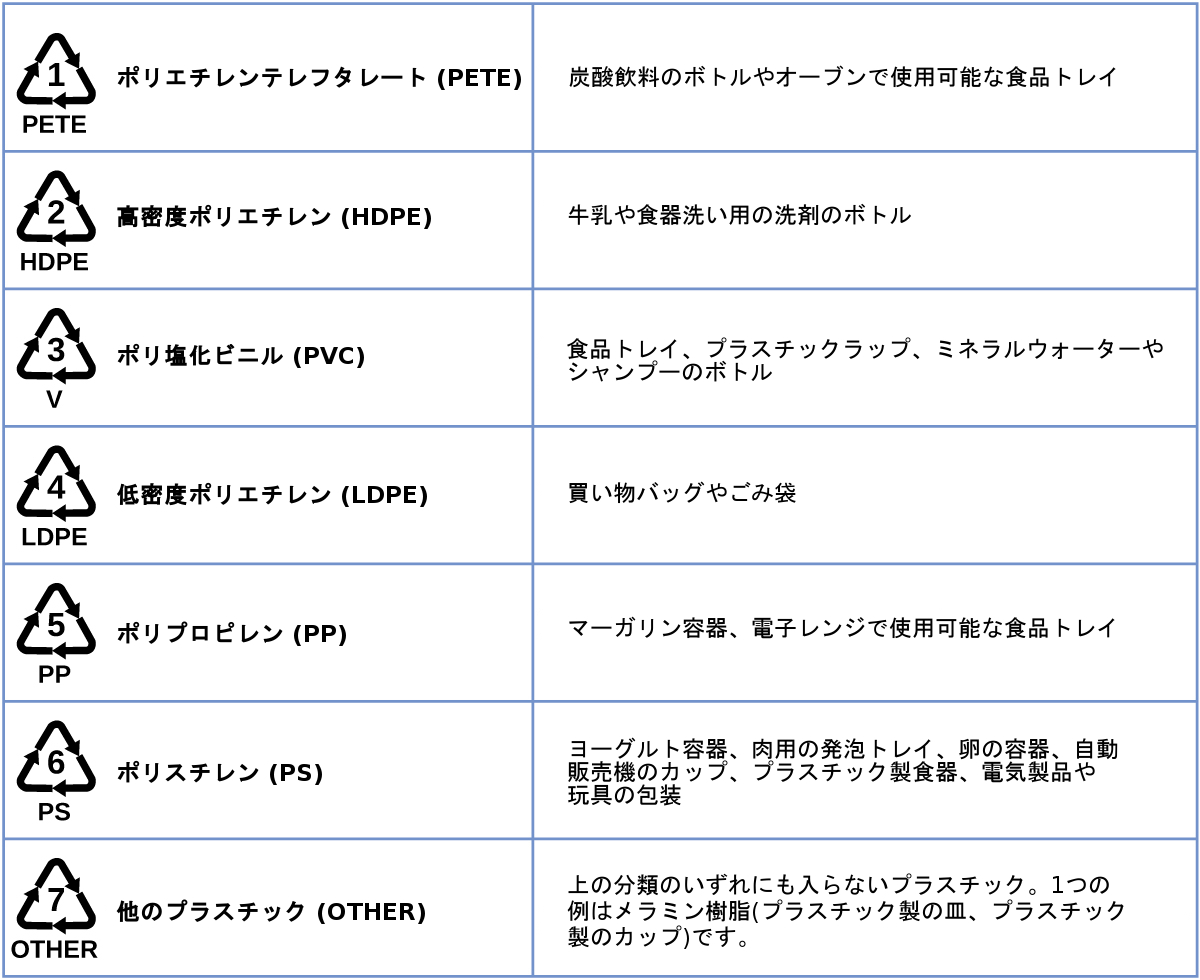 1
PETE
ポリエチレンテレフタレート (PETE)
炭酸飲料のボトルやオーブンで使用可能な食品トレイ
2
HDPE
高密度ポリエチレン (HDPE)
牛乳や食器洗い用の洗剤のボトル
3
V
ポリ塩化ビニル (PVC)
食品トレイ、プラスチックラップ、ミネラルウォーターや
シャンプーのボトル
4
LDPE
低密度ポリエチレン (LDPE)
買い物バッグやごみ袋
5
PP
ポリプロピレン (PP)
マーガリン容器、電子レンジで使用可能な食品トレイ
6
PS
ポリスチレン (PS)
ヨーグルト容器、肉用の発泡トレイ、卵の容器、自動
販売機のカップ、プラスチック製食器、電気製品や
玩具の包装
7
OTHER
他のプラスチック (OTHER)
上の分類のいずれにも入らないプラスチック。1つの
例はメラミン樹脂(プラスチック製の皿、プラスチック
製のカップ)です。